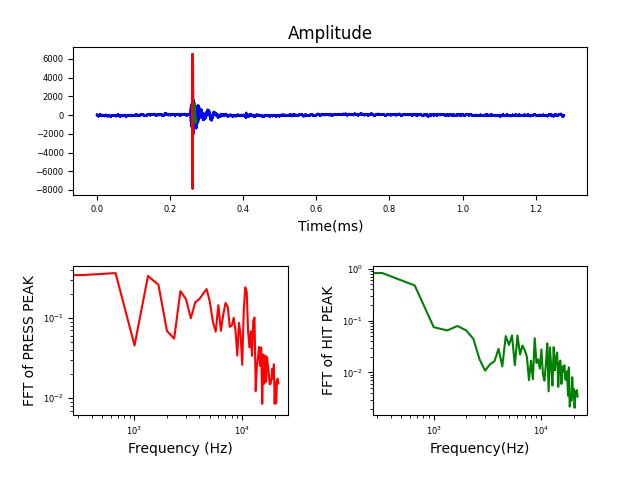 Amplitude
6000
4000
2000
0
−2000
−4000
−6000
−8000
0.0 0.2 0.4 0.6 0.8 1.0 1.2
Time(ms)
FFT of PRESS PEAK
10⁻¹
10⁻²
10³ 10⁴
Frequency (Hz)
FFT of HIT PEAK
10⁰
10⁻¹
10⁻²
10³ 10⁴
Frequency(Hz)